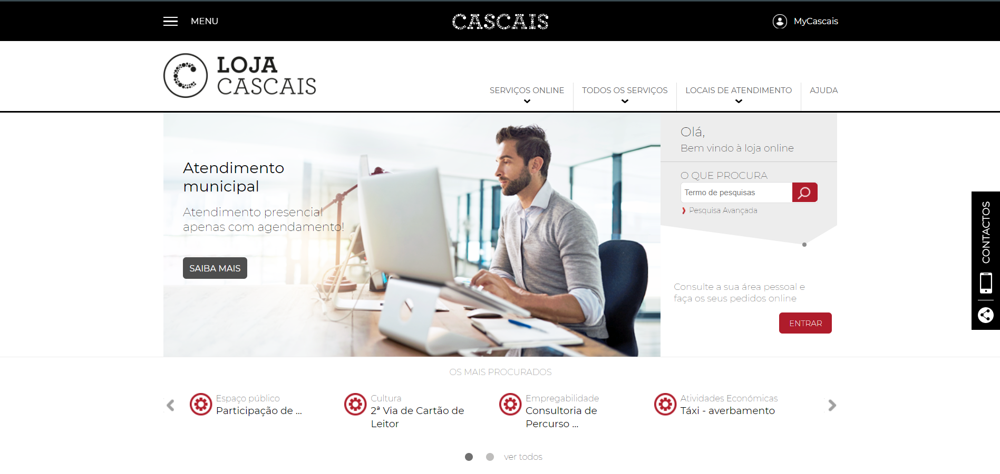 MENU
CASCAIS
MyCascais
LOJA
CASCAIS
SERVIÇOS ONLINE
TODOS OS SERVIÇOS
LOCAIS DE ATENDIMENTO
AJUDA
Atendimento
municipal
Atendimento presencial
apenas com agendamento!
SAIBA MAIS
Olá,
Bem vindo à loja online
O QUE PROCURA
Termo de pesquisas
Pesquisa Avançada
Consulte a sua área pessoal e
faça os seus pedidos online
ENTRAR
CONTACTOS
OS MAIS PROCURADOS
Espaço público
Participação de ...
Cultura
2ª Via de Cartão de
Leitor
Empregabilidade
Consultoria de
Percurso ...
Atividades Económicas
Táxi - averbamento
ver todos